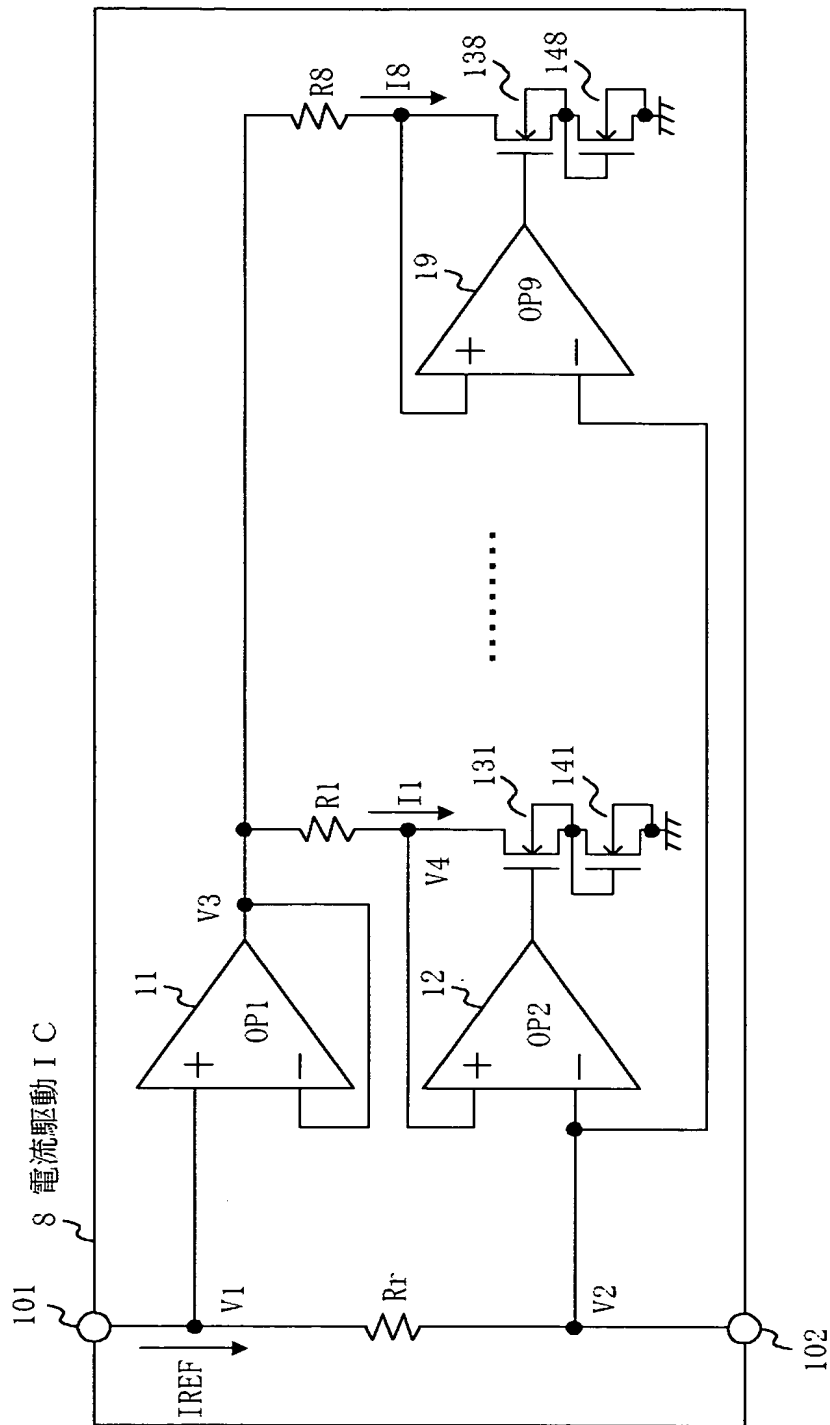 8 電流駆動IC
101
IREF
V1
Rr
V2
102
11
+
−
OP1
V3
12
+
−
OP2
R1
I1
V4
131
141
………
19
+
−
OP9
R8
I8
138
148